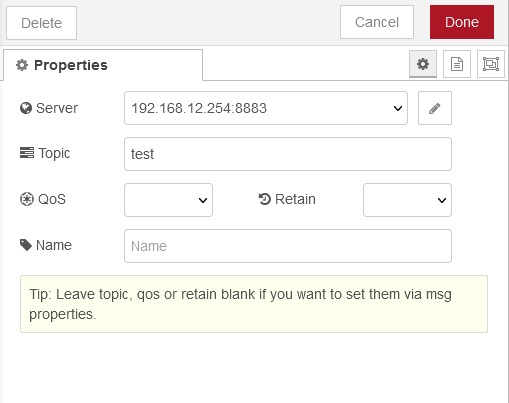 Delete
Cancel
Done
Properties
Server
192.168.12.254:8883
Topic
test
QoS
Retain
Name
Name
Tip: Leave topic, qos or retain blank if you want to set them via msg
properties.